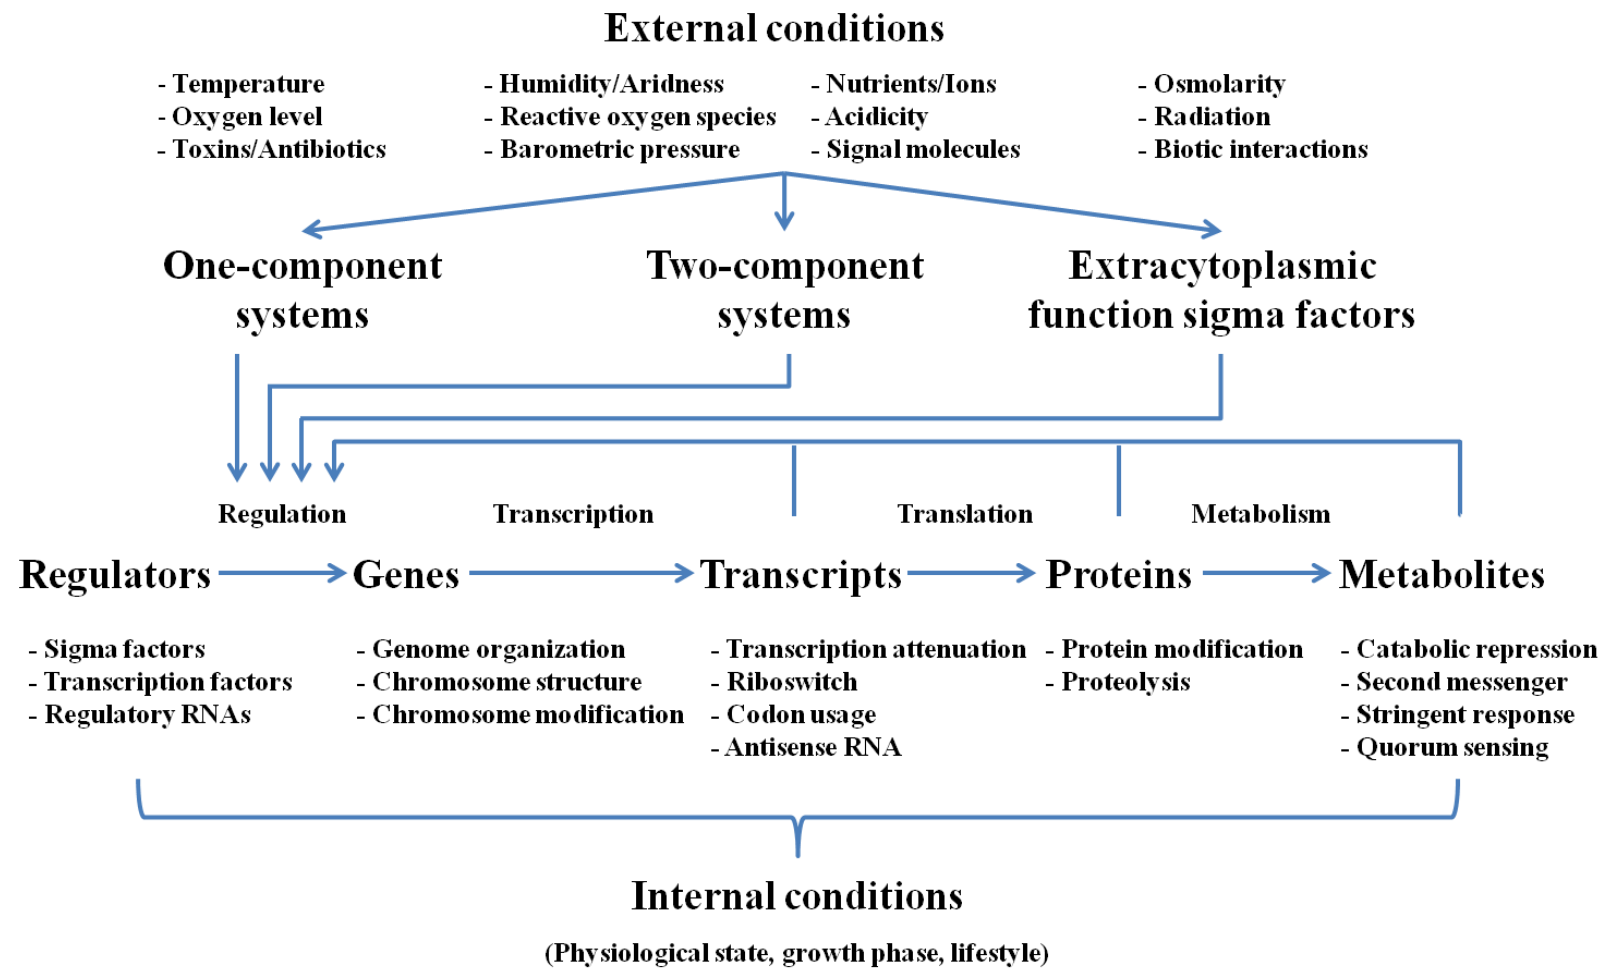 External conditions
- Temperature
- Oxygen level
- Toxins/Antibiotics
- Humidity/Aridness
- Reactive oxygen species
- Barometric pressure
- Nutrients/Ions
- Acidicity
- Signal molecules
- Osmolarity
- Radiation
- Biotic interactions
One-component
systems
Two-component
systems
Extracytoplasmic
function sigma factors
Regulation
Transcription
Translation
Metabolism
Regulators
Genes
Transcripts
Proteins
Metabolites
- Sigma factors
- Transcription factors
- Regulatory RNAs
- Genome organization
- Chromosome structure
- Chromosome modification
- Transcription attenuation
- Riboswitch
- Codon usage
- Antisense RNA
- Protein modification
- Proteolysis
- Catabolic repression
- Second messenger
- Stringent response
- Quorum sensing
Internal conditions
(Physiological state, growth phase, lifestyle)